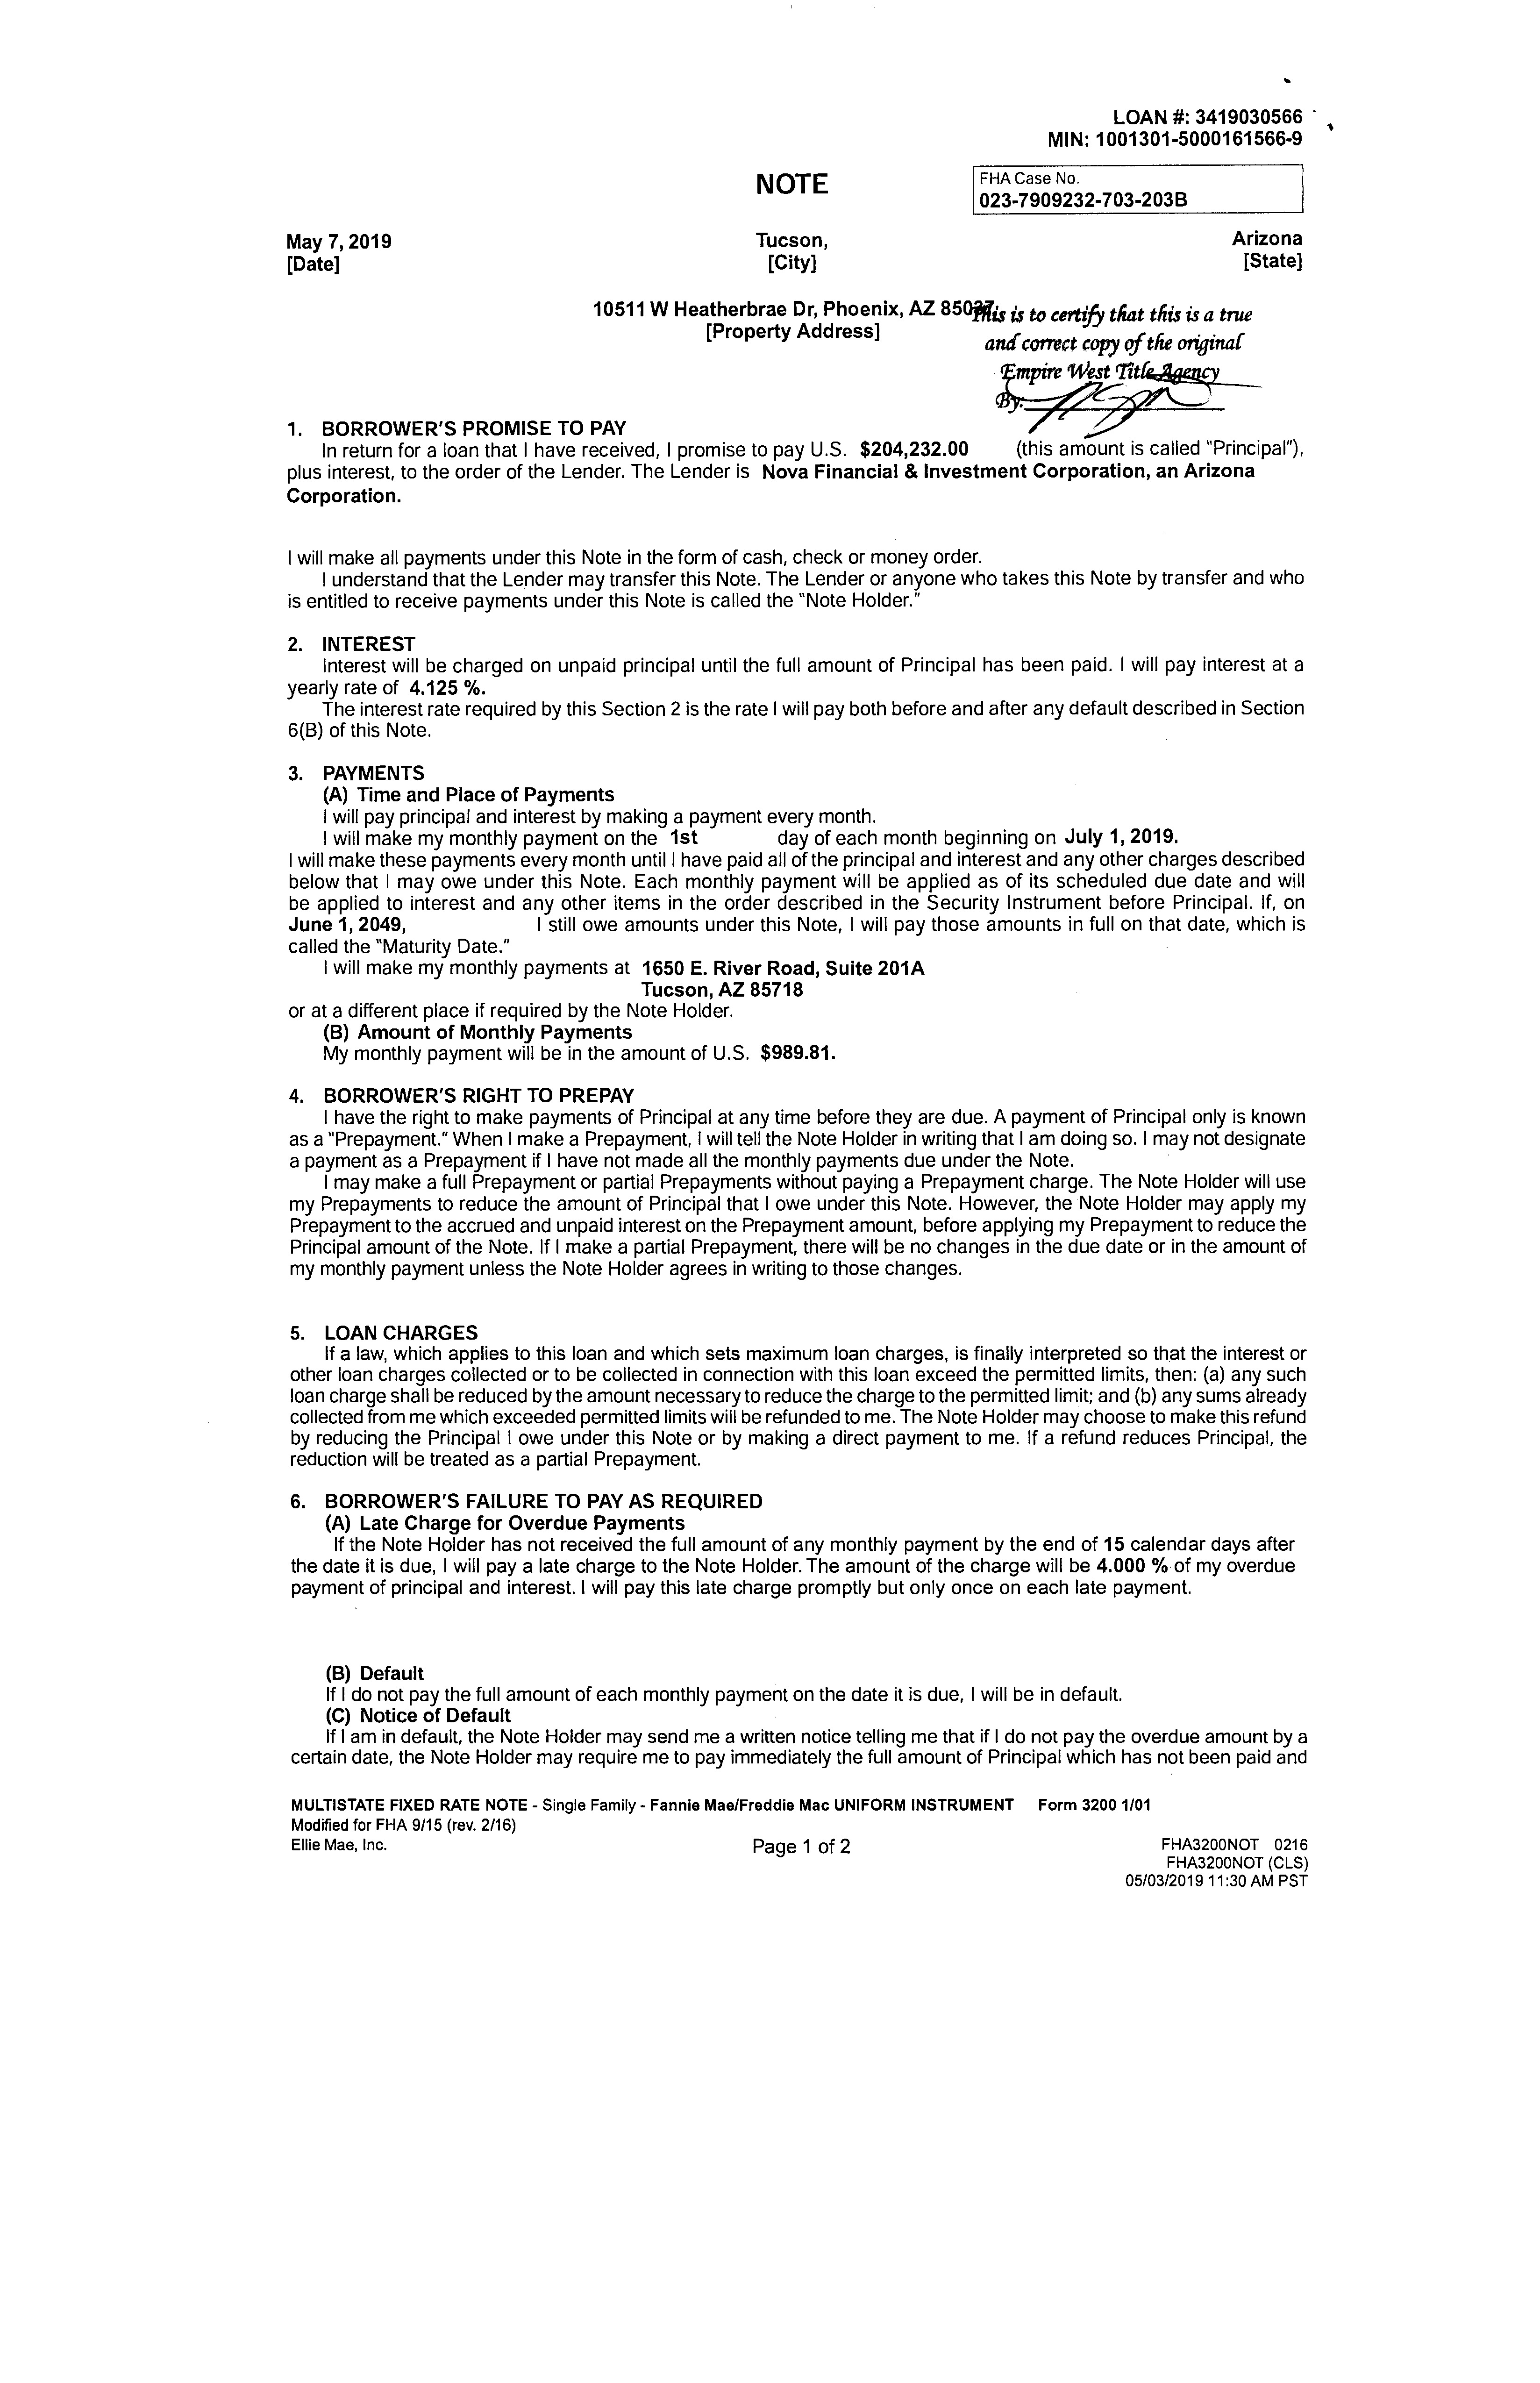 LOAN #: 3419030566
MIN: 1001301-5000161566-9
NOTE
FHA Case No.
023-7909232-703-203B
May 7, 2019 Tucson, Arizona
[Date] [City] [State]
10511 W Heatherbrae Dr, Phoenix, AZ 85037
[Property Address]
This is to certify that this is a true
and correct copy of the original
Empire West Title Agency
By:
1. BORROWER'S PROMISE TO PAY
In return for a loan that I have received, I promise to pay U.S. $204,232.00 (this amount is called "Principal"),
plus interest, to the order of the Lender. The Lender is Nova Financial & Investment Corporation, an Arizona
Corporation.
I will make all payments under this Note in the form of cash, check or money order.
I understand that the Lender may transfer this Note. The Lender or anyone who takes this Note by transfer and who
is entitled to receive payments under this Note is called the "Note Holder."
2. INTEREST
Interest will be charged on unpaid principal until the full amount of Principal has been paid. I will pay interest at a
yearly rate of 4.125 %.
The interest rate required by this Section 2 is the rate I will pay both before and after any default described in Section
6(B) of this Note.
3. PAYMENTS
(A) Time and Place of Payments
I will pay principal and interest by making a payment every month.
I will make my monthly payment on the 1st day of each month beginning on July 1, 2019.
I will make these payments every month until I have paid all of the principal and interest and any other charges described
below that I may owe under this Note. Each monthly payment will be applied as of its scheduled due date and will
be applied to interest and any other items in the order described in the Security Instrument before Principal. If, on
June 1, 2049, I still owe amounts under this Note, I will pay those amounts in full on that date, which is
called the "Maturity Date."
I will make my monthly payments at 1650 E. River Road, Suite 201A
Tucson, AZ 85718
or at a different place if required by the Note Holder.
(B) Amount of Monthly Payments
My monthly payment will be in the amount of U.S. $989.81.
4. BORROWER'S RIGHT TO PREPAY
I have the right to make payments of Principal at any time before they are due. A payment of Principal only is known
as a "Prepayment." When I make a Prepayment, I will tell the Note Holder in writing that I am doing so. I may not designate
a payment as a Prepayment if I have not made all the monthly payments due under the Note.
I may make a full Prepayment or partial Prepayments without paying a Prepayment charge. The Note Holder will use
my Prepayments to reduce the amount of Principal that I owe under this Note. However, the Note Holder may apply my
Prepayment to the accrued and unpaid interest on the Prepayment amount, before applying my Prepayment to reduce the
Principal amount of the Note. If I make a partial Prepayment, there will be no changes in the due date or in the amount of
my monthly payment unless the Note Holder agrees in writing to those changes.
5. LOAN CHARGES
If a law, which applies to this loan and which sets maximum loan charges, is finally interpreted so that the interest or
other loan charges collected or to be collected in connection with this loan exceed the permitted limits, then: (a) any such
loan charge shall be reduced by the amount necessary to reduce the charge to the permitted limit; and (b) any sums already
collected from me which exceeded permitted limits will be refunded to me. The Note Holder may choose to make this refund
by reducing the Principal I owe under this Note or by making a direct payment to me. If a refund reduces Principal, the
reduction will be treated as a partial Prepayment.
6. BORROWER'S FAILURE TO PAY AS REQUIRED
(A) Late Charge for Overdue Payments
If the Note Holder has not received the full amount of any monthly payment by the end of 15 calendar days after
the date it is due, I will pay a late charge to the Note Holder. The amount of the charge will be 4.000 % of my overdue
payment of principal and interest. I will pay this late charge promptly but only once on each late payment.
(B) Default
If I do not pay the full amount of each monthly payment on the date it is due, I will be in default.
(C) Notice of Default
If I am in default, the Note Holder may send me a written notice telling me that if I do not pay the overdue amount by a
certain date, the Note Holder may require me to pay immediately the full amount of Principal which has not been paid and
MULTISTATE FIXED RATE NOTE - Single Family - Fannie Mae/Freddie Mac UNIFORM INSTRUMENT Form 3200 1/01
Modified for FHA 9/15 (rev. 2/16)
Ellie Mae, Inc. Page 1 of 2 FHA3200NOT 0216
FHA3200NOT (CLS)
05/03/2019 11:30 AM PST